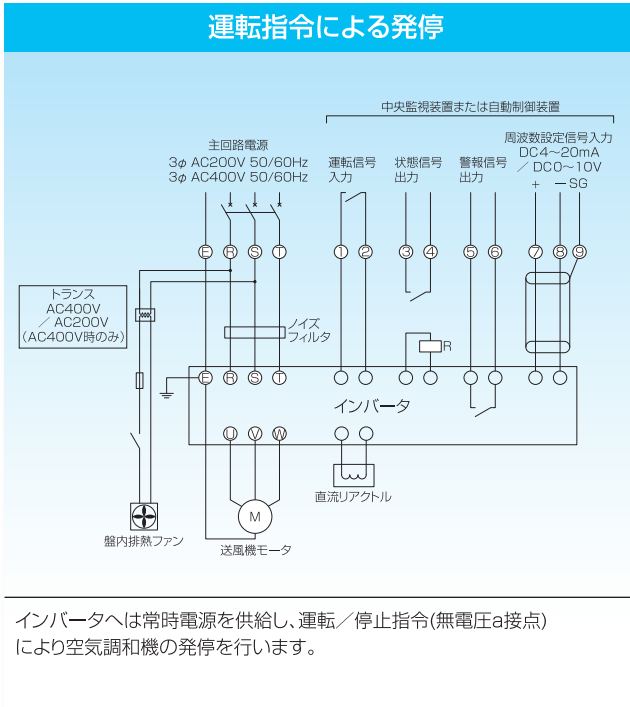 運転指令による発停
中央監視装置または自動制御装置
主回路電源
3φ AC200V 50/60Hz
3φ AC400V 50/60Hz
運転信号
入力
状態信号
出力
警報信号
出力
周波数設定信号入力
DC4〜20mA
／DC0〜10V
+ －SG
E R S T 1 2 3 4 5 6 7 8 9
トランス
AC400V
／ AC200V
(AC400V時のみ)
ノイズ
フィルタ
R
E R S T
インバータ
U V W
直流リアクトル
M
盤内排熱ファン
送風機モータ
インバータへは常時電源を供給し、運転／停止指令(無電圧a接点)
により空気調和機の発停を行います。